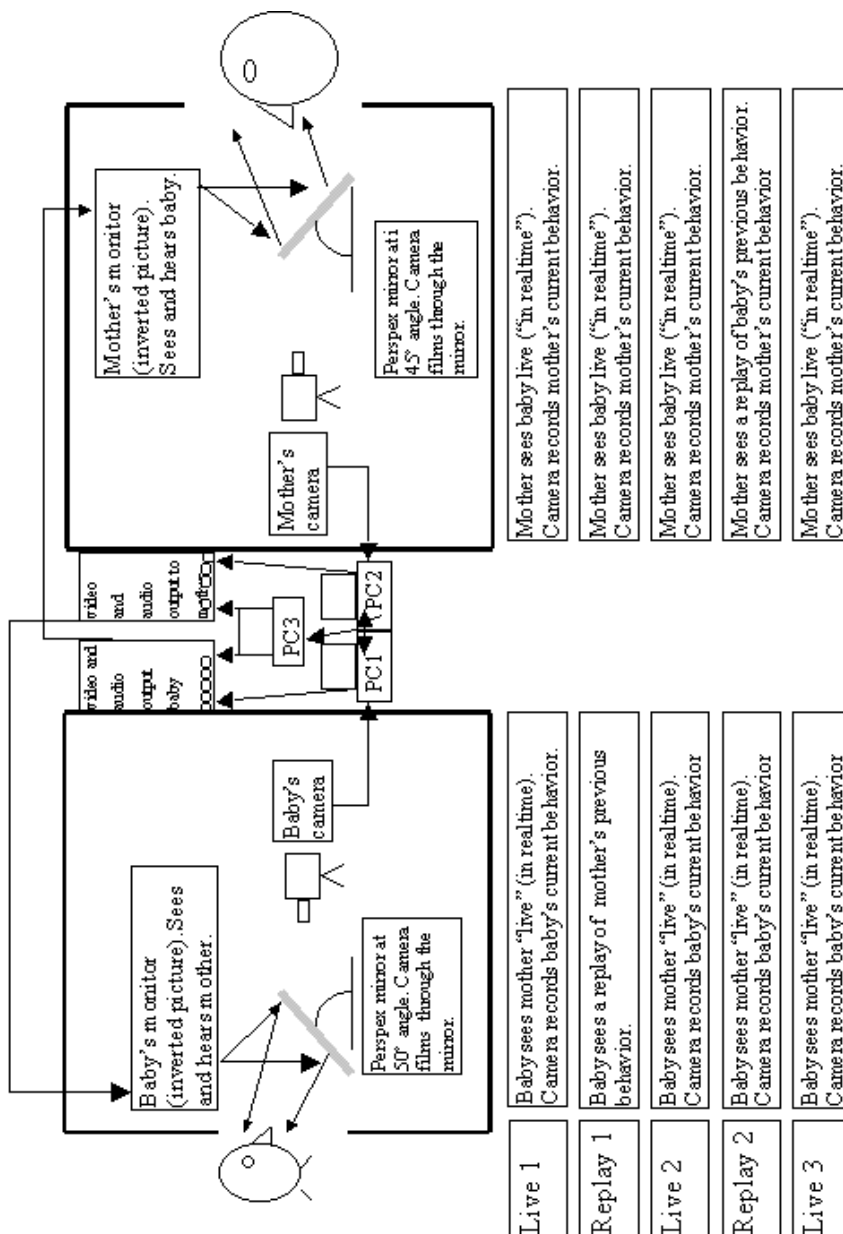 Baby's monitor
(inverted picture). Sees
and hears mother.
Perspex mirror at
50° angle. Camera
films through the
mirror.
Baby's
camera
video and
audio
output
baby
video
and
audio
output to
PC1
PC2
PC3
Mother's
camera
Mother's monitor
(inverted picture).
Sees and hears baby.
Perspex mirror ati
45° angle. Camera
films through the
mirror.
Live 1
Baby sees mother "live" (in realtime).
Camera records baby's current behavior.
Mother sees baby live ("in realtime").
Camera records mother's current behavior.
Replay 1
Baby sees a replay of mother's previous
behavior.
Mother sees baby live ("in realtime").
Camera records mother's current behavior.
Live 2
Baby sees mother "live" (in realtime).
Camera records baby's current behavior
Mother sees baby live ("in realtime").
Camera records mother's current behavior.
Replay 2
Baby sees mother "live" (in realtime).
Camera records baby's current behavior
Mother sees a replay of baby's previous behavior.
Camera records mother's current behavior
Live 3
Baby sees mother "live" (in realtime).
Camera records baby's current behavior
Mother sees baby live ("in realtime").
Camera records mother's current behavior.